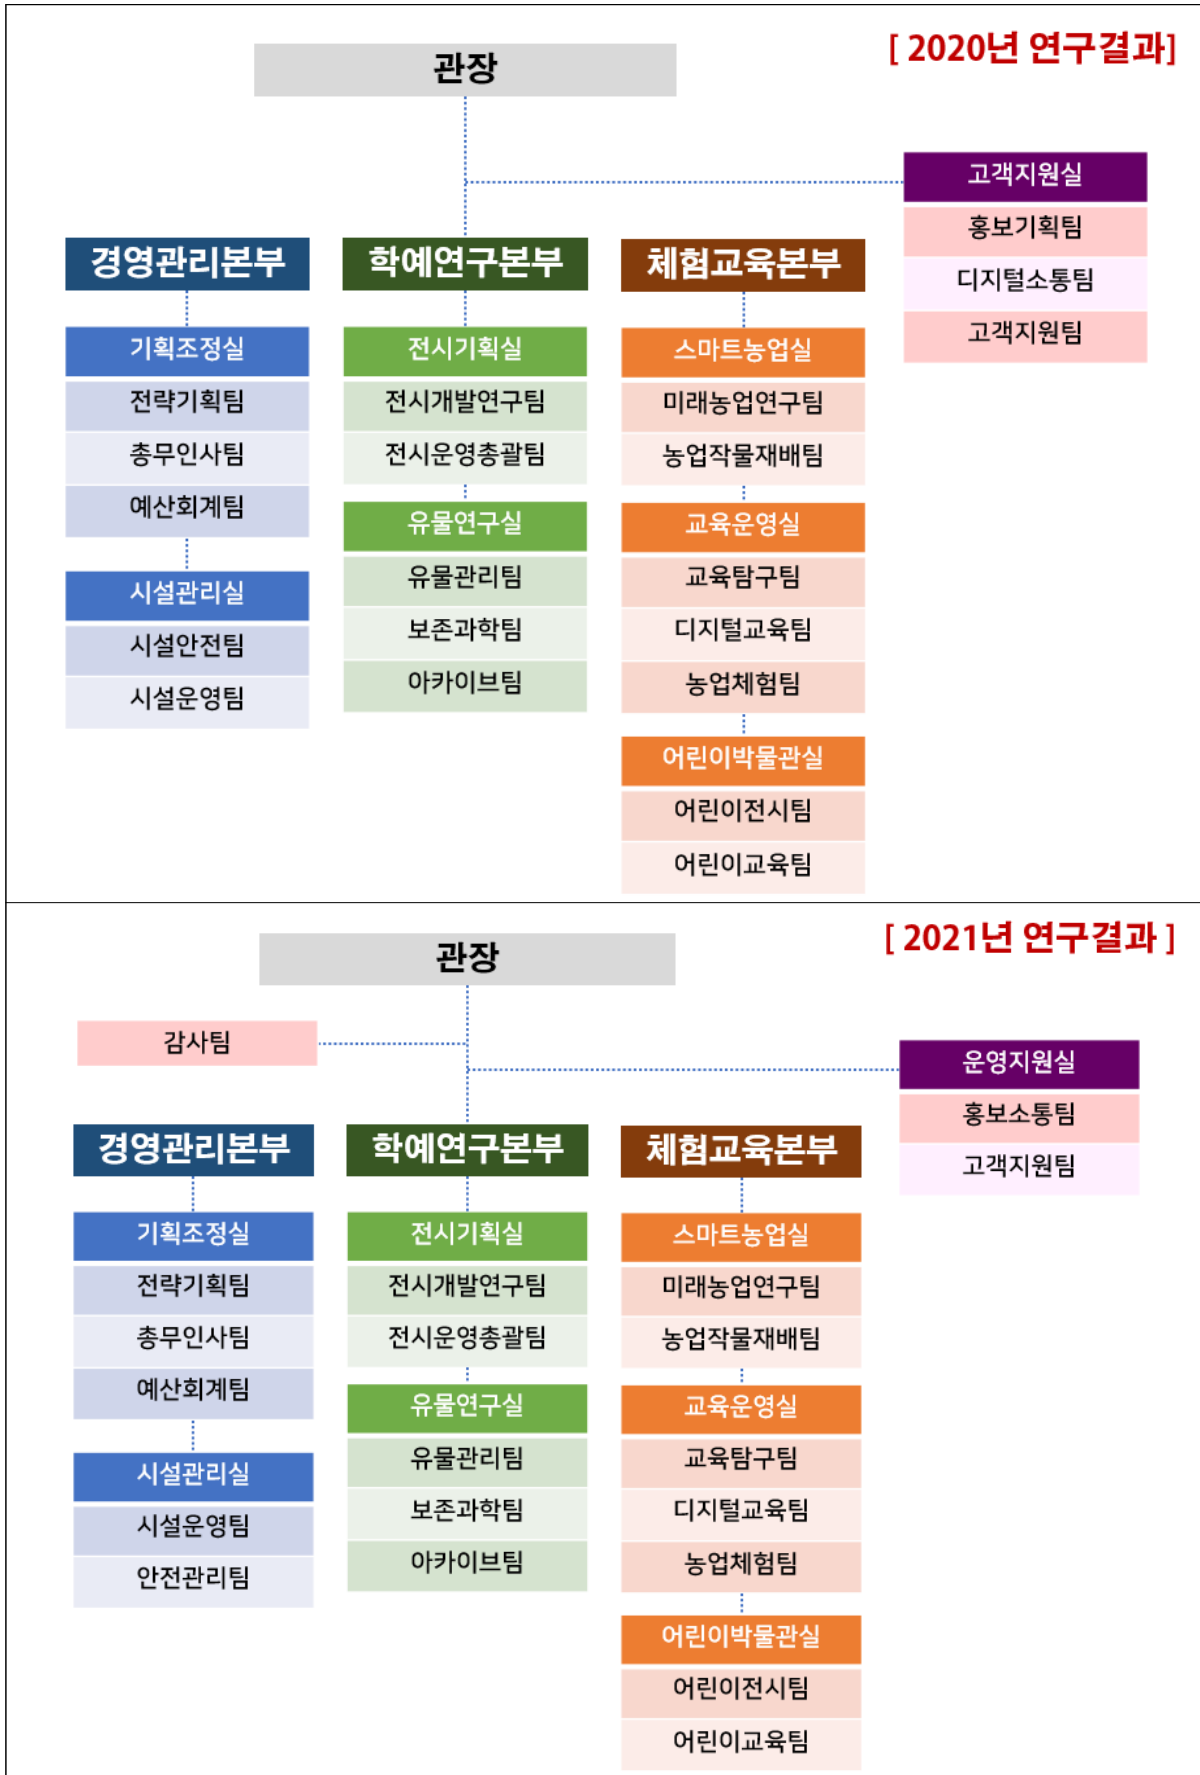 [ 2020년 연구결과]
관장
고객지원실
홍보기획팀
디지털소통팀
고객지원팀
경영관리본부
기획조정실
전략기획팀
총무인사팀
예산회계팀
시설관리실
시설안전팀
시설운영팀
학예연구본부
전시기획실
전시개발연구팀
전시운영총괄팀
유물연구실
유물관리팀
보존과학팀
아카이브팀
체험교육본부
스마트농업실
미래농업연구팀
농업작물재배팀
교육운영실
교육탐구팀
디지털교육팀
농업체험팀
어린이박물관실
어린이전시팀
어린이교육팀
[ 2021년 연구결과 ]
관장
감사팀
운영지원실
홍보소통팀
고객지원팀
경영관리본부
기획조정실
전략기획팀
총무인사팀
예산회계팀
시설관리실
시설운영팀
안전관리팀
학예연구본부
전시기획실
전시개발연구팀
전시운영총괄팀
유물연구실
유물관리팀
보존과학팀
아카이브팀
체험교육본부
스마트농업실
미래농업연구팀
농업작물재배팀
교육운영실
교육탐구팀
디지털교육팀
농업체험팀
어린이박물관실
어린이전시팀
어린이교육팀